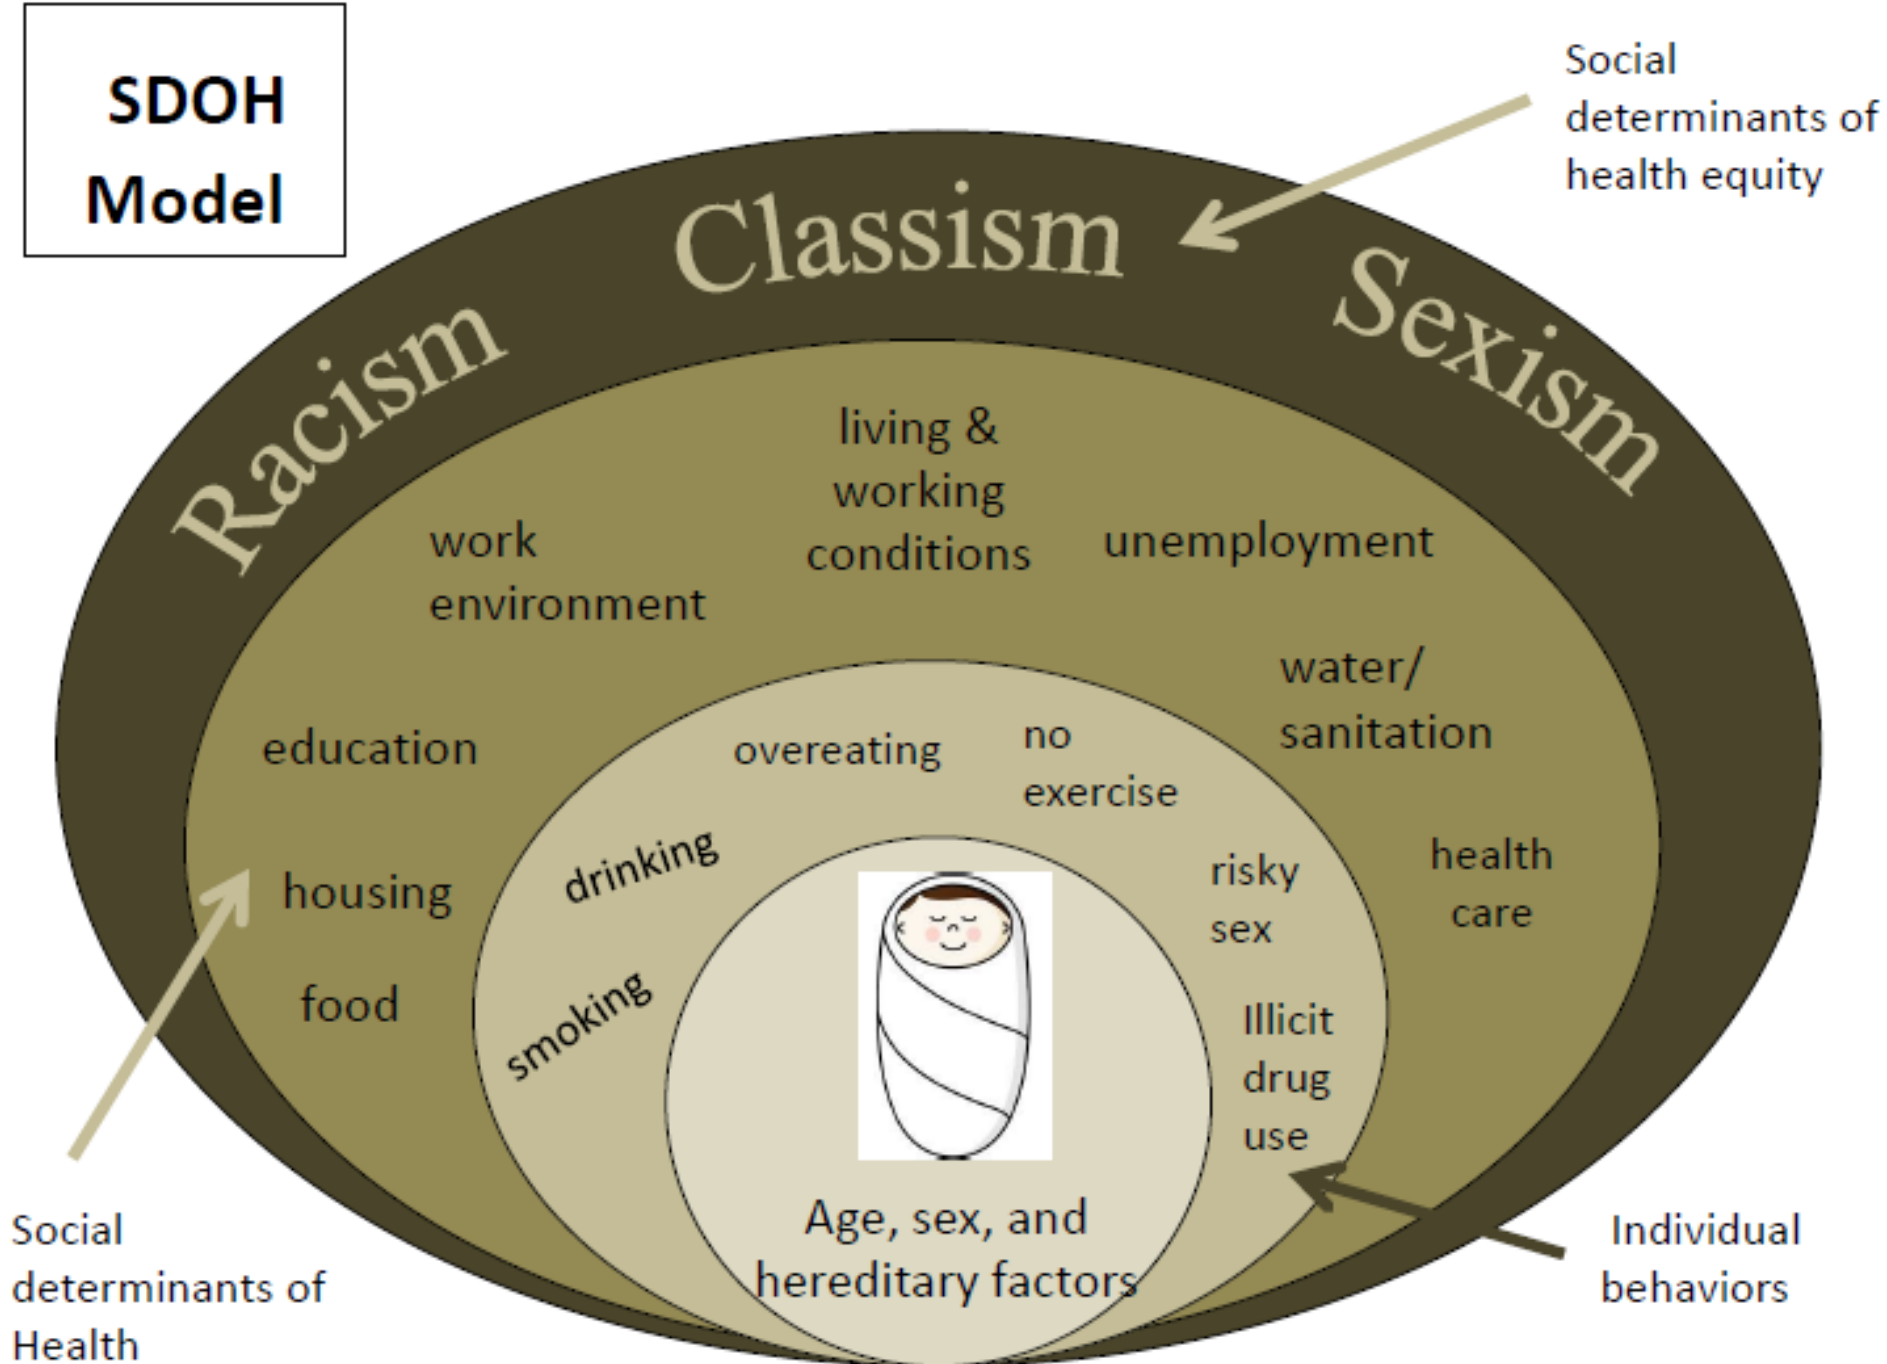 SDOH
Model
Social
determinants of
health equity
Racism
Classism
Sexism
living &
working
conditions
work
environment
unemployment
water/
sanitation
education
housing
food
health
care
overeating
no
exercise
drinking
smoking
risky
sex
Illicit
drug
use
Age, sex, and
hereditary factors
Social
determinants of
Health
Individual
behaviors